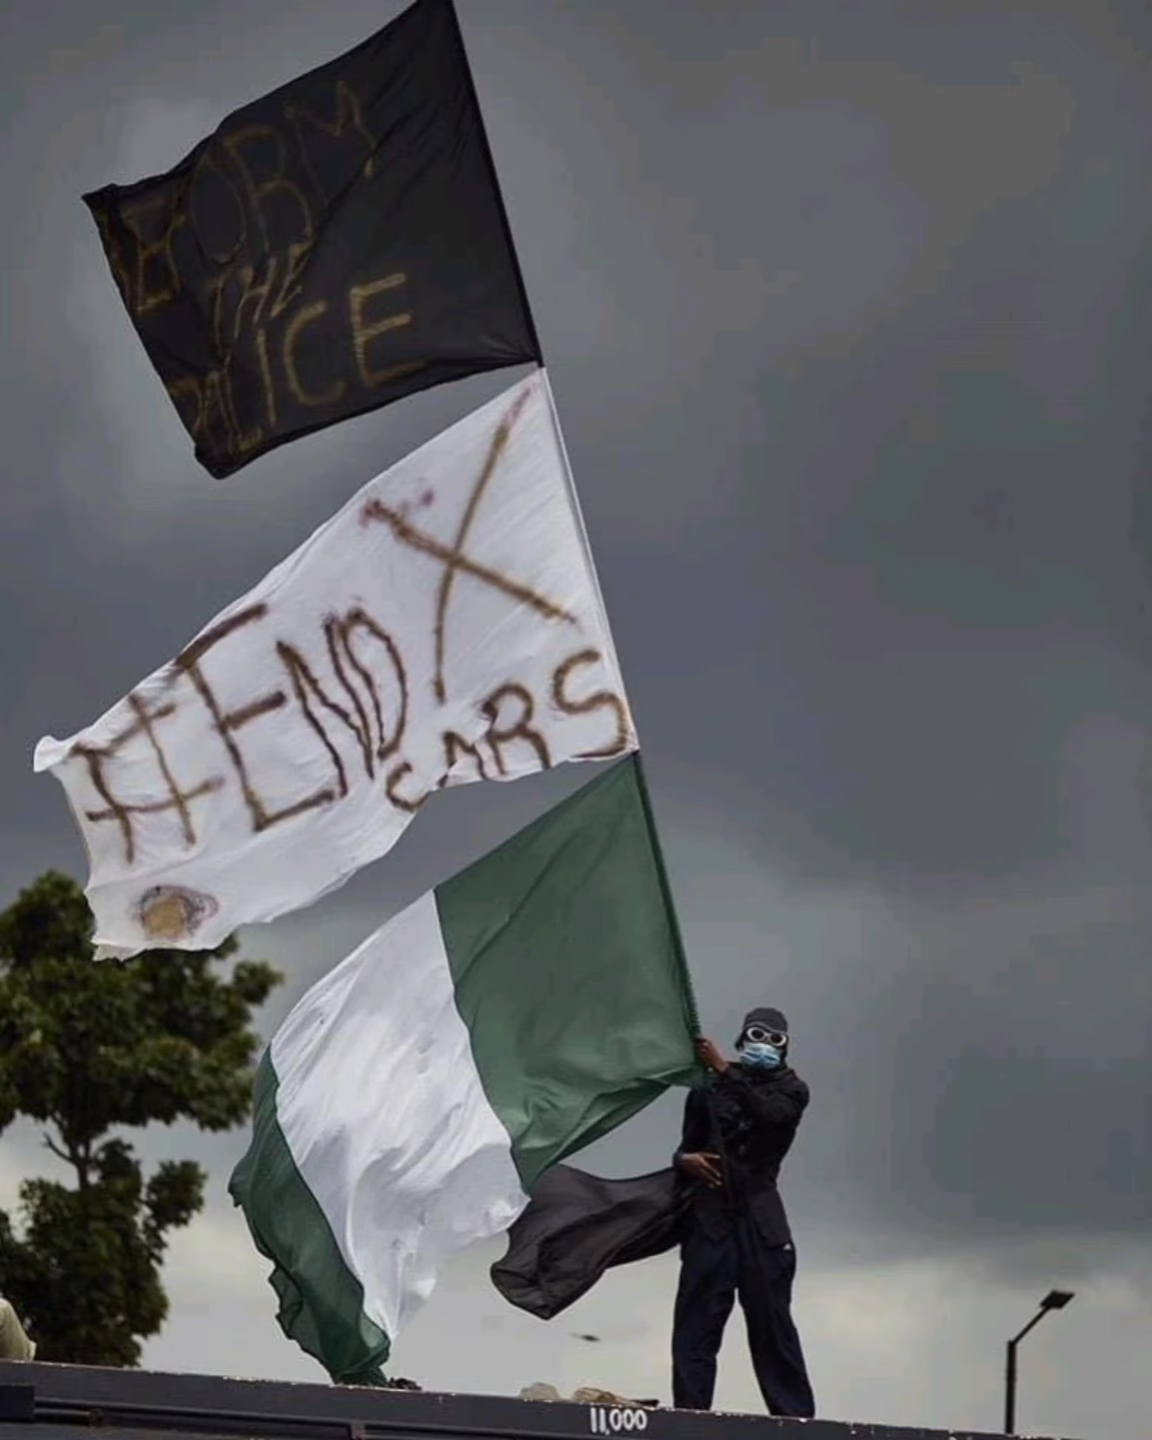 REFORM
THE
POLICE
#END
SARS
11,000